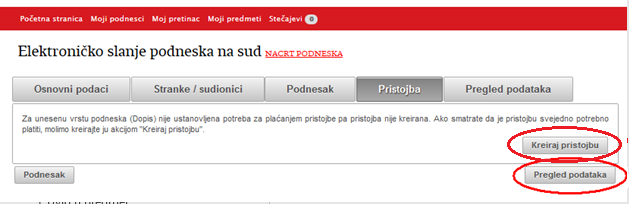 Početna stranica Moji podnesci Moj pretinac Moji predmeti Stečajevi 0
Elektroničko slanje podneska na sud NACRT PODNESKA
Osnovni podaci Stranke / sudionici Podnesak Pristojba Pregled podataka
Za unesenu vrstu podneska (Dopis) nije ustanovljena potreba za plaćanjem pristojbe pa pristojba nije kreirana. Ako smatrate da je pristojbu svejedno potrebno
platiti, molimo kreirajte ju akcijom "Kreiraj pristojbu".
Kreiraj pristojbu
Podnesak Pregled podataka